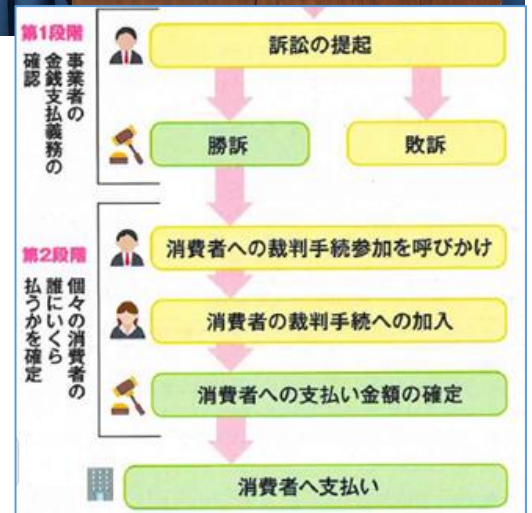 第1段階
事業者の
金銭支払義務の
確認
訴訟の提起
勝訴
敗訴
第2段階
個々の消費者の
誰にいくら
払うかを確定
消費者への裁判手続参加を呼びかけ
消費者の裁判手続への加入
消費者への支払い金額の確定
消費者へ支払い